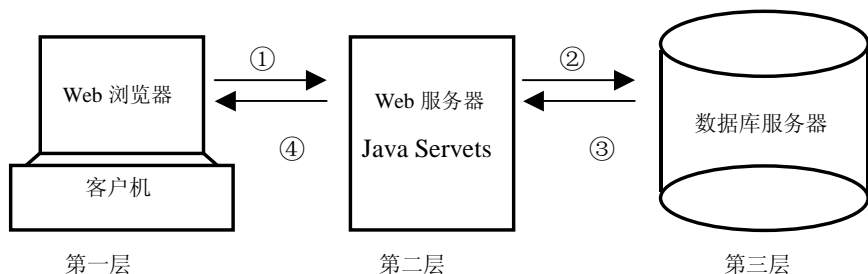 ①
②
Web 浏览器
Web 服务器
Java Servets
数据库服务器
④
③
客户机
第一层
第二层
第三层